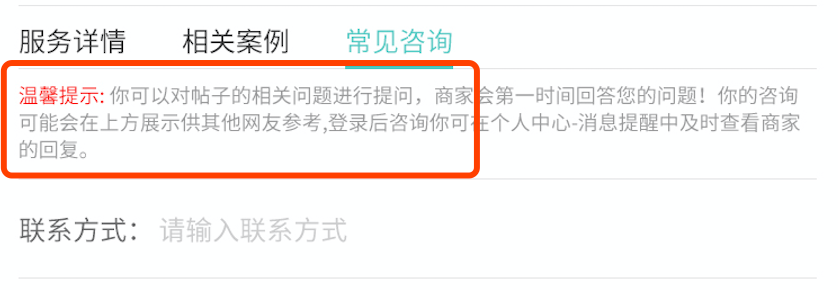 服务详情 相关案例 常见咨询
温馨提示: 你可以对帖子的相关问题进行提问，商家会第一时间回答您的问题！你的咨询
可能会在上方展示供其他网友参考,登录后咨询你可在个人中心-消息提醒中及时查看商家
的回复。
联系方式： 请输入联系方式